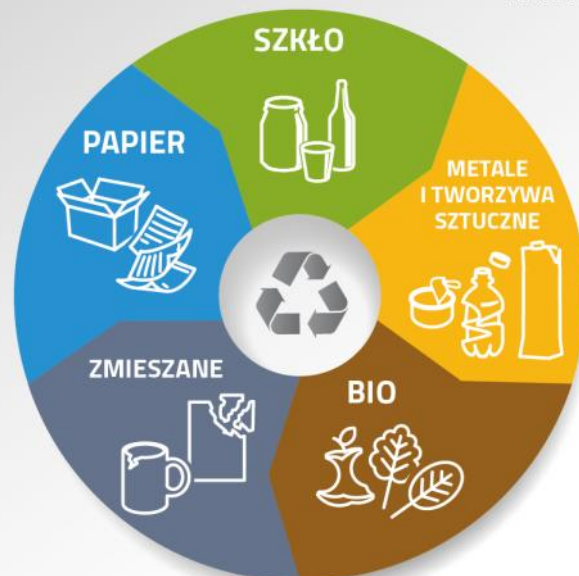 SZKŁO
PAPIER
METALE
I TWORZYWA
SZTUCZNE
ZMIESZANE
BIO